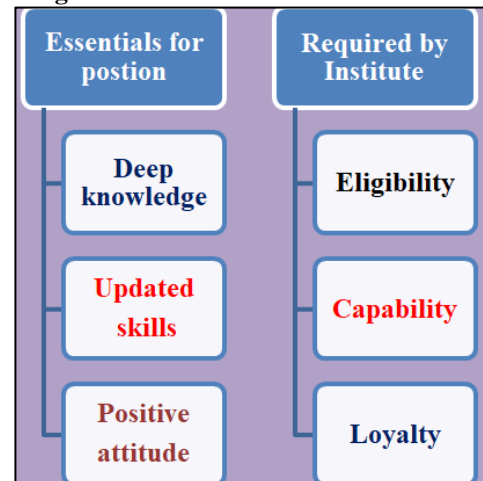 Essentials for
postion
Deep
knowledge
Updated
skills
Positive
attitude
Required by
Institute
Eligibility
Capability
Loyalty